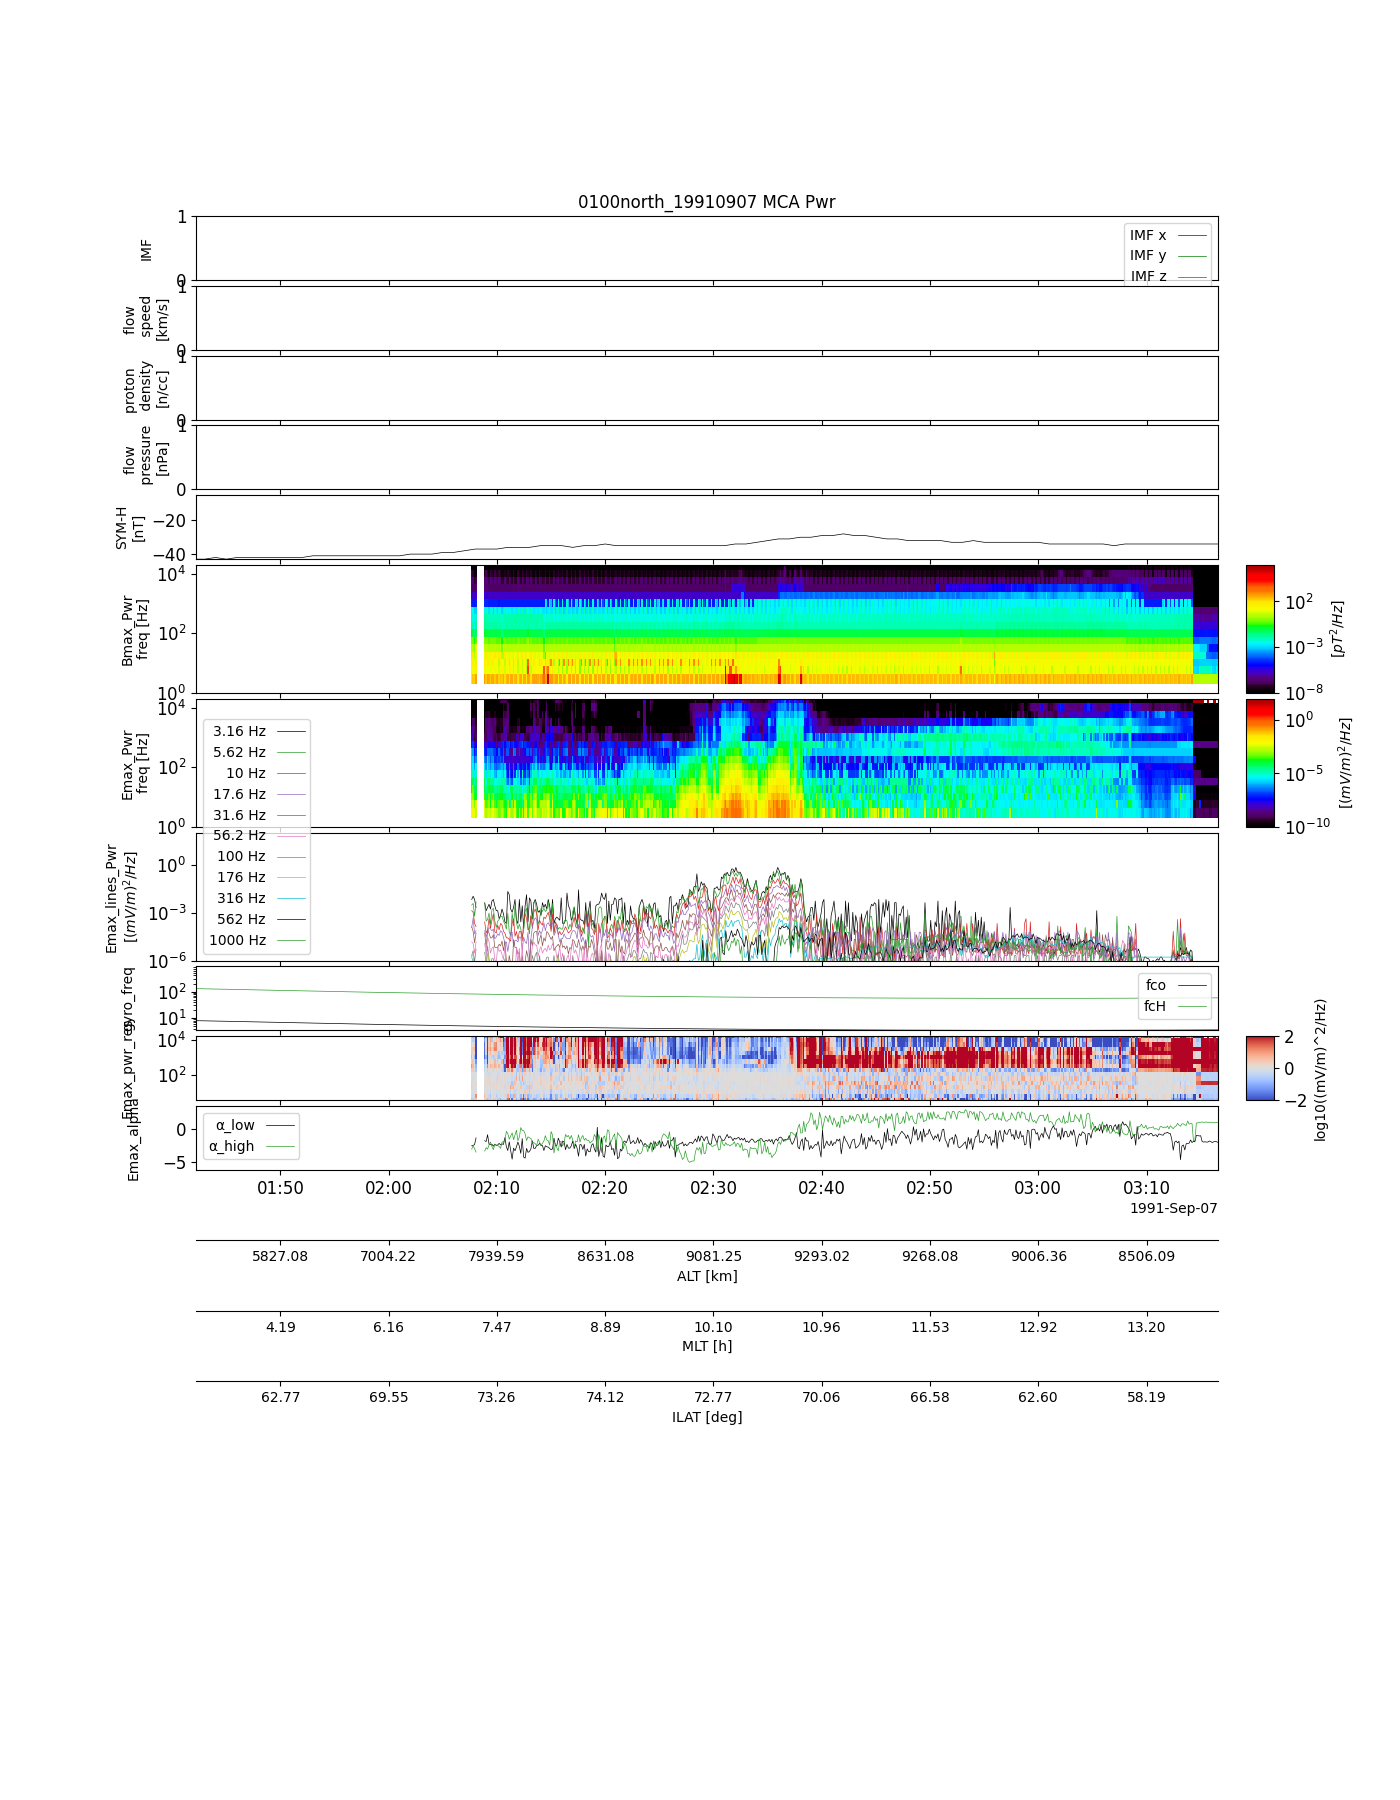 0100north_19910907 MCA Pwr
1
0
IMF
IMF x
IMF y
IMF z
1
0
flow
speed
[km/s]
1
0
proton
density
[n/cc]
1
0
flow
pressure
[nPa]
−20
−40
SYM-H
[nT]
10^4
10^2
10^0
Bmax_Pwr
freq [Hz]
10^2
10^−3
10^−8
[pT^2/Hz]
10^4
10^2
10^0
Emax_Pwr
freq [Hz]
10^0
10^−5
10^−10
[(mV/m)^2/Hz]
3.16 Hz
5.62 Hz
10 Hz
17.6 Hz
31.6 Hz
56.2 Hz
100 Hz
176 Hz
316 Hz
562 Hz
1000 Hz
10^0
10^−3
10^−6
Emax_lines_Pwr
[(mV/m)^2/Hz]
10^2
10^1
gyro_freq
fco
fcH
10^4
10^2
Emax_pwr_res
2
0
−2
log10((mV/m)^2/Hz)
0
−5
Emax_alpha
α_low
α_high
01:50 02:00 02:10 02:20 02:30 02:40 02:50 03:00 03:10
1991-Sep-07
5827.08 7004.22 7939.59 8631.08 9081.25 9293.02 9268.08 9006.36 8506.09
ALT [km]
4.19 6.16 7.47 8.89 10.10 10.96 11.53 12.92 13.20
MLT [h]
62.77 69.55 73.26 74.12 72.77 70.06 66.58 62.60 58.19
ILAT [deg]